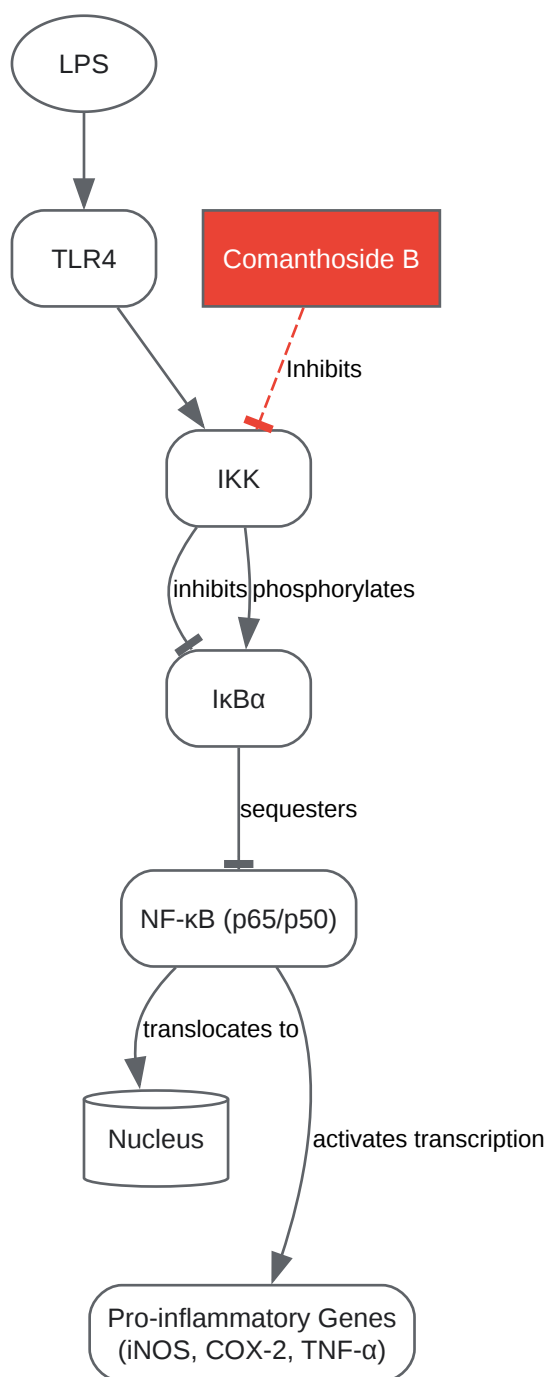 LPS
TLR4
Comanthoside B
Inhibits
IKK
inhibits
phosphorylates
IκBα
sequesters
NF-κB (p65/p50)
translocates to
Nucleus
activates transcription
Pro-inflammatory Genes
(iNOS, COX-2, TNF-α)